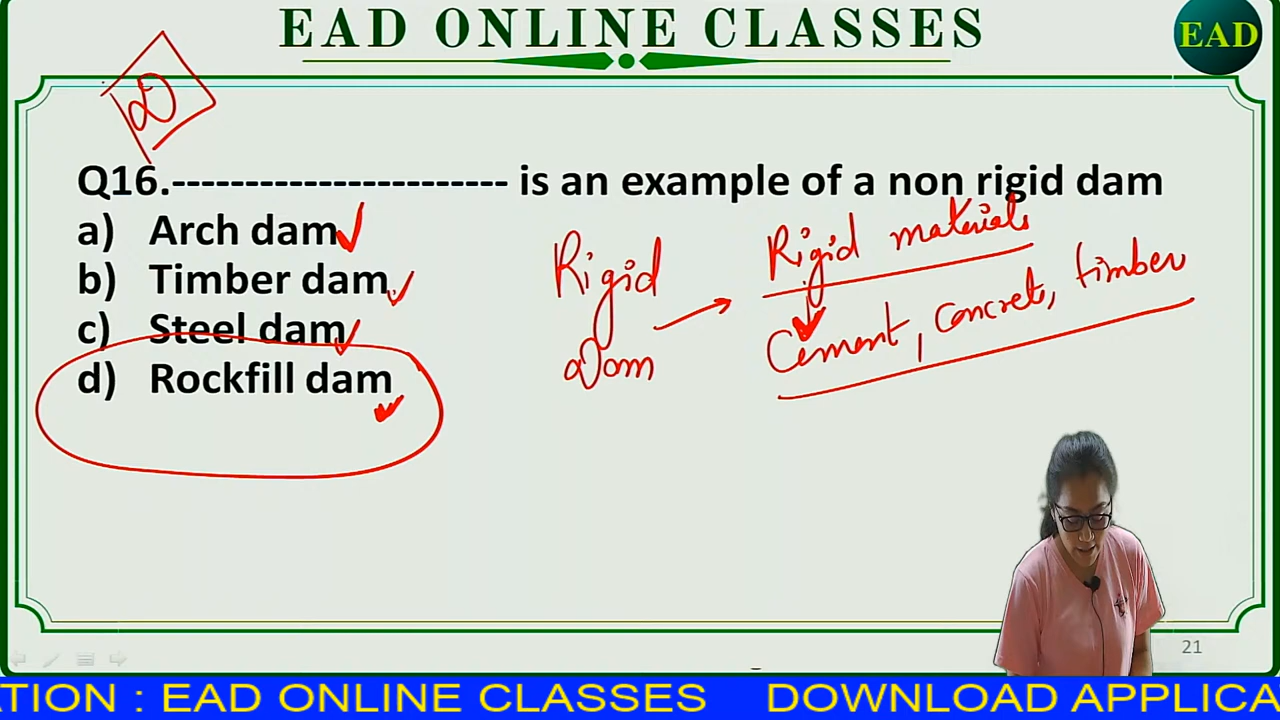 EAD ONLINE CLASSES
EAD
D
Q16.----------------------- is an example of a non rigid dam
a) Arch dam
b) Timber dam
c) Steel dam
d) Rockfill dam
Rigid
Dam
Rigid materials
Cement, Concrete, timber
21
ATION : EAD ONLINE CLASSES DOWNLOAD APPLICA